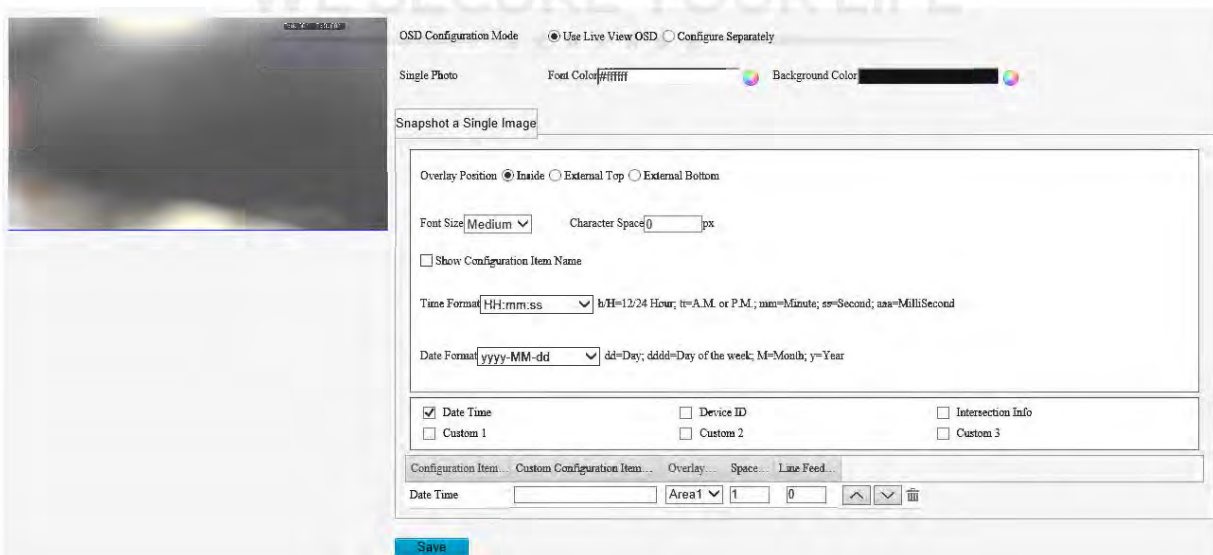 WE SECURE YOUR LIFE
OSD Configuration Mode Use Live View OSD Configure Separately
Single Photo Font Color #ffffff Background Color
Snapshot a Single Image
Overlay Position Inside External Top External Bottom
Font Size Medium Character Space 0 px
Show Configuration Item Name
Time Format HH:mm:ss h/H=12/24 Hour; tt=A.M. or P.M.; mm=Minute; ss=Second; aaa=MilliSecond
Date Format yyyy-MM-dd dd=Day; dddd=Day of the week; M=Month; y=Year
Date Time Device ID Intersection Info
Custom 1 Custom 2 Custom 3
Configuration Item... Custom Configuration Item... Overlay... Space... Line Feed...
Date Time Area1 1 0
Save